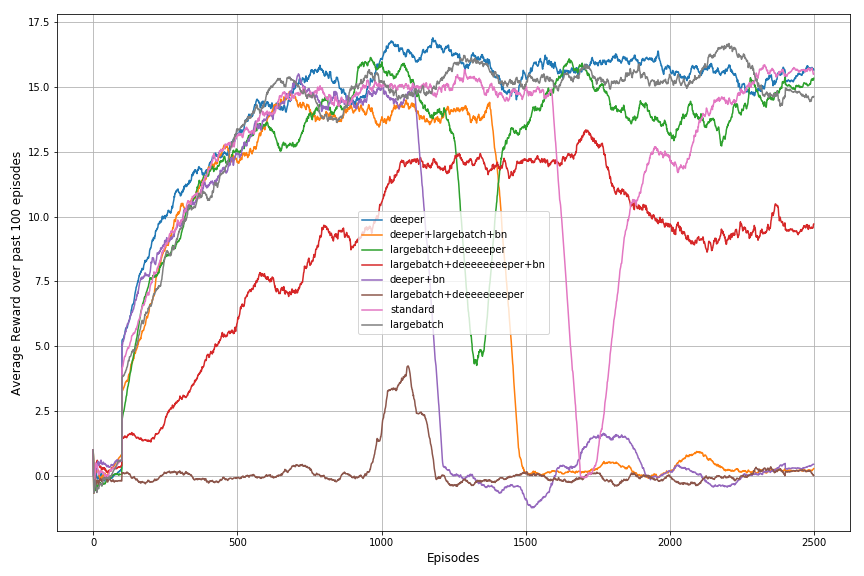 17.5
15.0
12.5
10.0
7.5
5.0
2.5
0.0
Average Reward over past 100 episodes
deeper
deeper+largebatch+bn
largebatch+deeeeeper
largebatch+deeeeeeeeper+bn
deeper+bn
largebatch+deeeeeeeeper
standard
largebatch
0 500 1000 1500 2000 2500
Episodes